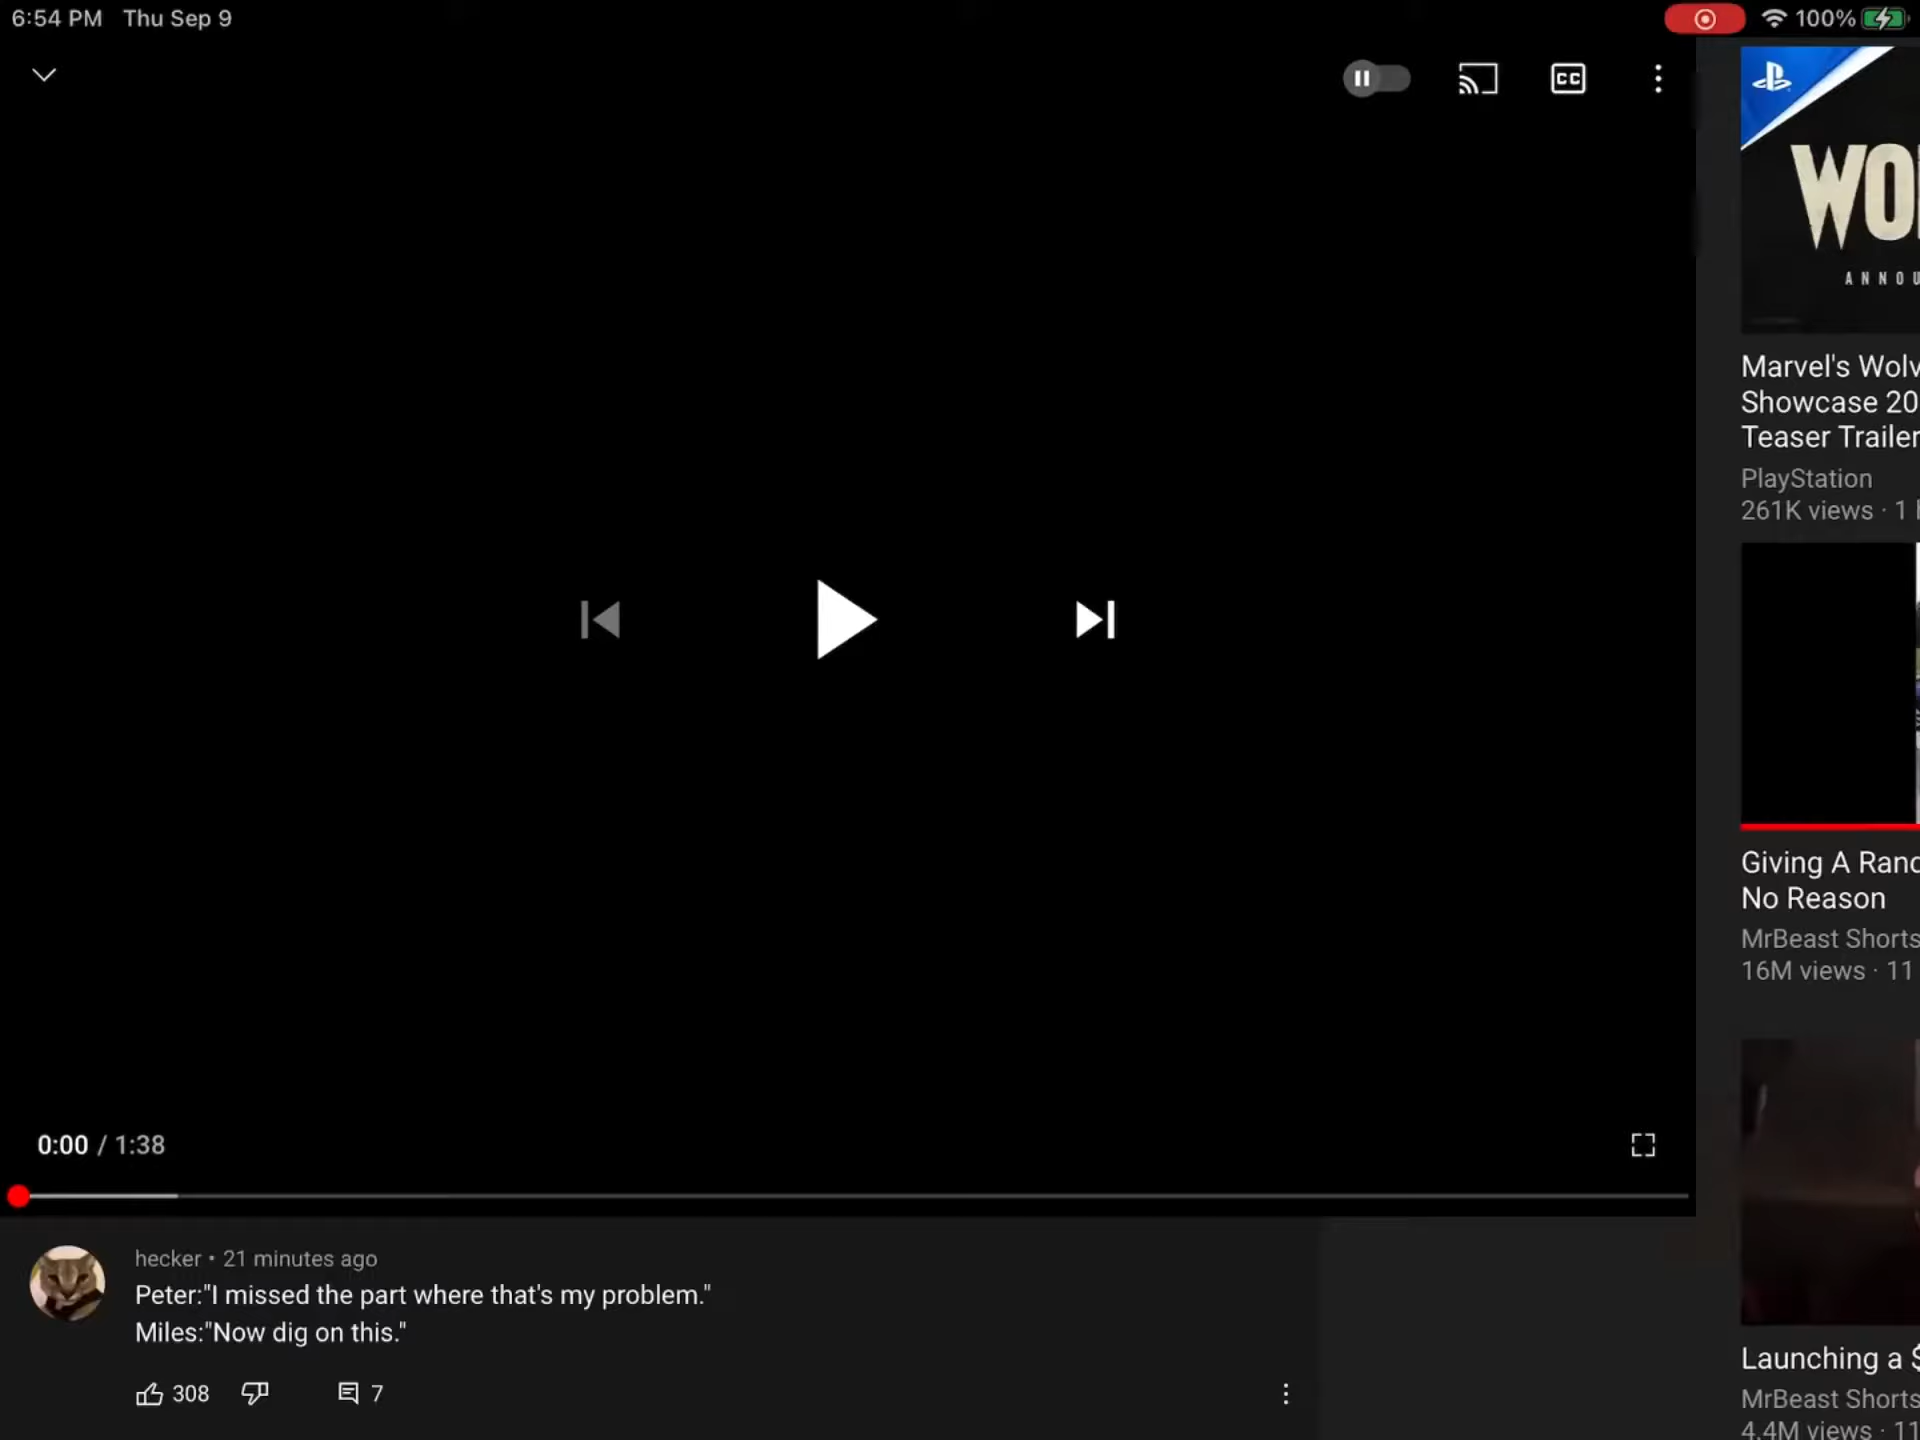 6:54 PM Thu Sep 9
100%
CC
WO
ANNOU
Marvel's Wolv
Showcase 20
Teaser Trailer
PlayStation
261K views · 1
Giving A Rand
No Reason
MrBeast Shorts
16M views · 11
0:00 / 1:38
hecker • 21 minutes ago
Peter:"I missed the part where that's my problem."
Miles:"Now dig on this."
308
7
Launching a $
MrBeast Shorts
4.4M views · 11